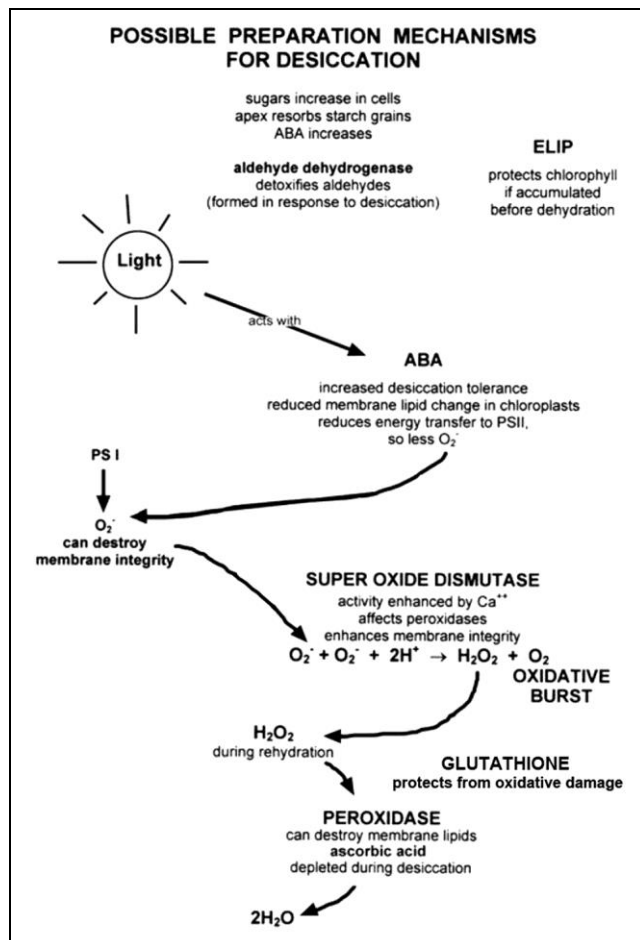 POSSIBLE PREPARATION MECHANISMS
FOR DESICCATION
sugars increase in cells
apex resorbs starch grains
ABA increases
aldehyde dehydrogenase
detoxifies aldehydes
(formed in response to desiccation)
ELIP
protects chlorophyll
if accumulated
before dehydration
Light
acts with
ABA
increased desiccation tolerance
reduced membrane lipid change in chloroplasts
reduces energy transfer to PSII,
so less O₂⁻
PS I
O₂⁻
can destroy
membrane integrity
SUPER OXIDE DISMUTASE
activity enhanced by Ca⁺⁺
affects peroxidases
enhances membrane integrity
O₂⁻ + O₂⁻ + 2H⁺ → H₂O₂ + O₂
OXIDATIVE
BURST
H₂O₂
during rehydration
GLUTATHIONE
protects from oxidative damage
PEROXIDASE
can destroy membrane lipids
ascorbic acid
depleted during desiccation
2H₂O